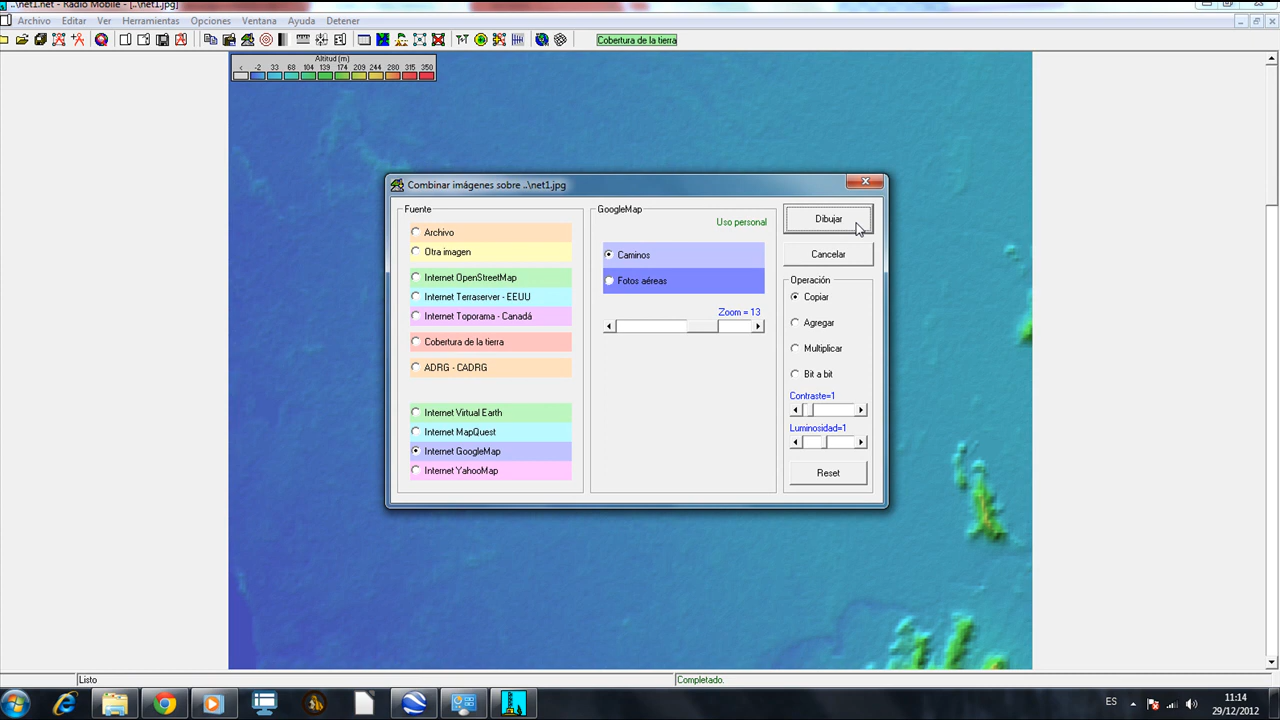 ..\net1.net - Radio Mobile - [..\net1.jpg]
Archivo Editar Ver Herramientas Opciones Ventana Ayuda Detener
Cobertura de la tierra
Altitud (m)
< -2 33 68 104 139 174 209 244 280 315 350
Combinar imágenes sobre ..\net1.jpg
Fuente
Archivo
Otra imagen
Internet OpenStreetMap
Internet Terraserver - EEUU
Internet Toporama - Canadá
Cobertura de la tierra
ADRG - CADRG
Internet Virtual Earth
Internet MapQuest
Internet GoogleMap
Internet YahooMap
GoogleMap
Uso personal
Caminos
Fotos aéreas
Zoom = 13
Dibujar
Cancelar
Operación
Copiar
Agregar
Multiplicar
Bit a bit
Contraste=1
Luminosidad=1
Reset
Listo
Completado.
ES
11:14
29/12/2012